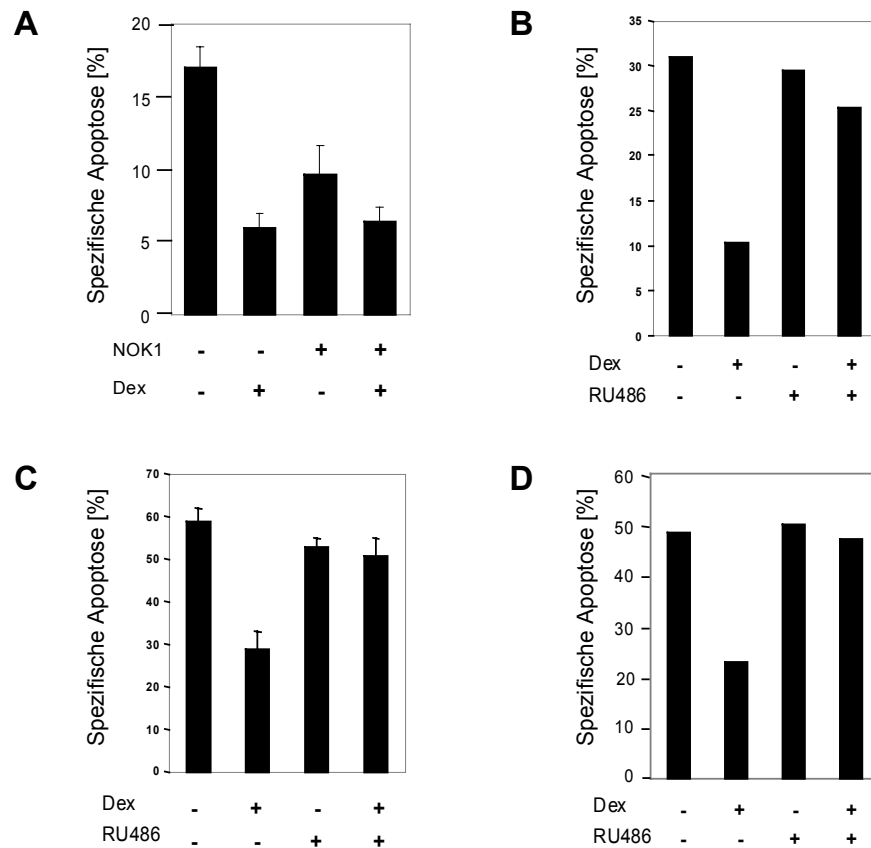 A
Spezifische Apoptose [%]
20
15
10
5
0
NOK1 - - + +
Dex - + - +
B
Spezifische Apoptose [%]
35
30
25
20
15
10
5
0
Dex - + - +
RU486 - - + +
C
Spezifische Apoptose [%]
70
60
50
40
30
20
10
0
Dex - + - +
RU486 - - + +
D
Spezifische Apoptose [%]
60
50
40
30
20
10
0
Dex - + - +
RU486 - - + +